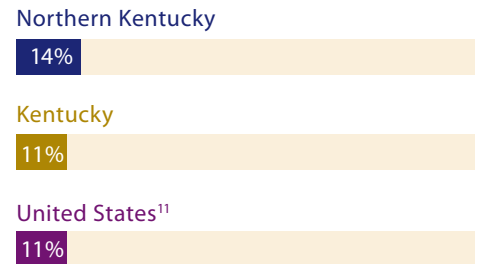 Northern Kentucky
14%
Kentucky
11%
United States¹¹
11%